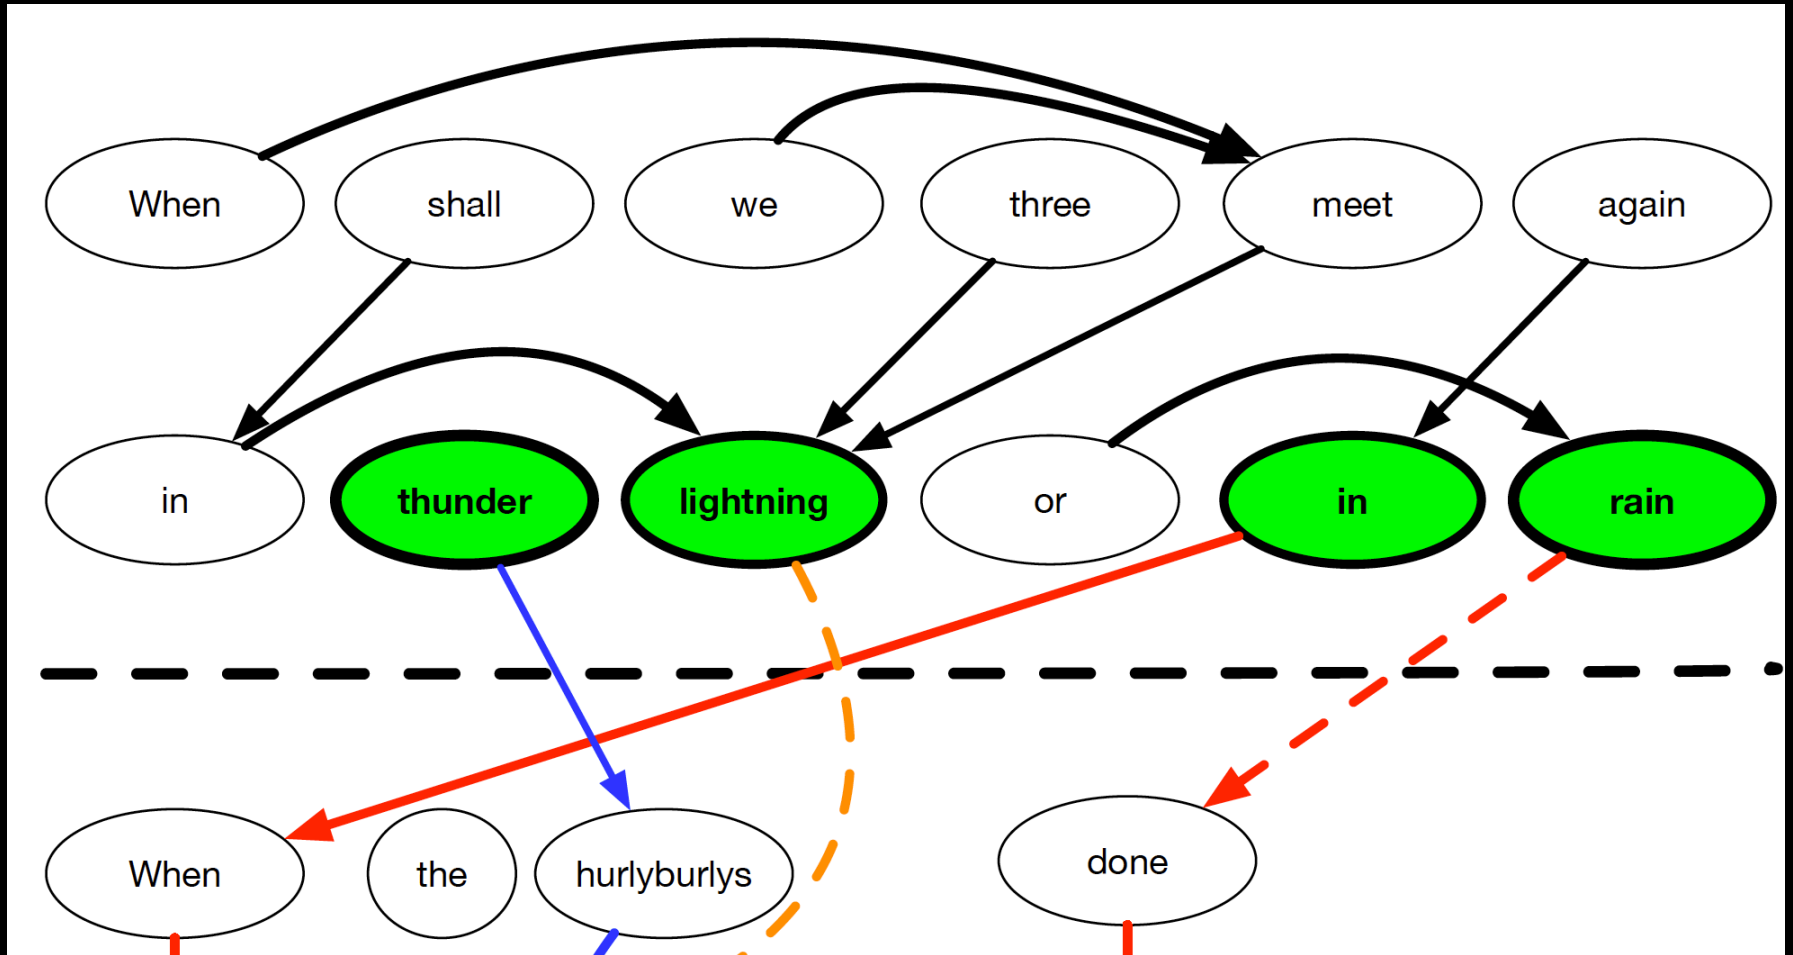 When shall we three meet again
in thunder lightning or in rain
When the hurlyburlys done